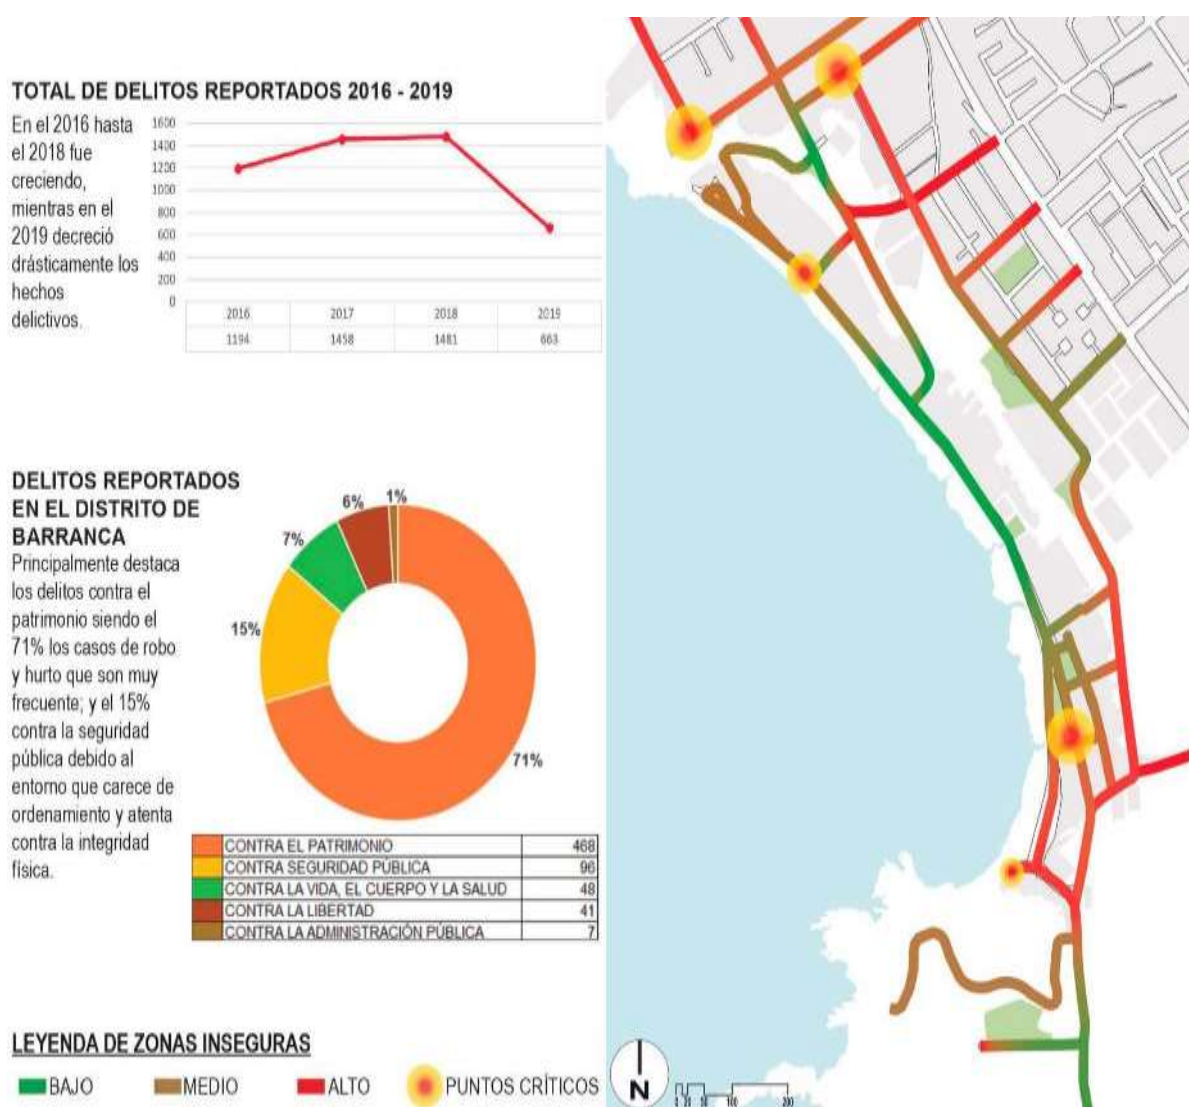 TOTAL DE DELITOS REPORTADOS 2016 - 2019
En el 2016 hasta
el 2018 fue
creciendo,
mientras en el
2019 decreció
drásticamente los
hechos
delictivos.
1600
1400
1200
1000
800
600
400
200
0
2016 2017 2018 2019
1194 1458 1481 663
DELITOS REPORTADOS
EN EL DISTRITO DE
BARRANCA
Principalmente destaca
los delitos contra el
patrimonio siendo el
71% los casos de robo
y hurto que son muy
frecuente; y el 15%
contra la seguridad
pública debido al
entorno que carece de
ordenamiento y atenta
contra la integridad
física.
1%
6%
7%
15%
71%
CONTRA EL PATRIMONIO 468
CONTRA SEGURIDAD PÚBLICA 96
CONTRA LA VIDA, EL CUERPO Y LA SALUD 48
CONTRA LA LIBERTAD 41
CONTRA LA ADMINISTRACIÓN PÚBLICA 7
LEYENDA DE ZONAS INSEGURAS
BAJO MEDIO ALTO PUNTOS CRÍTICOS
N
0 50 100 200